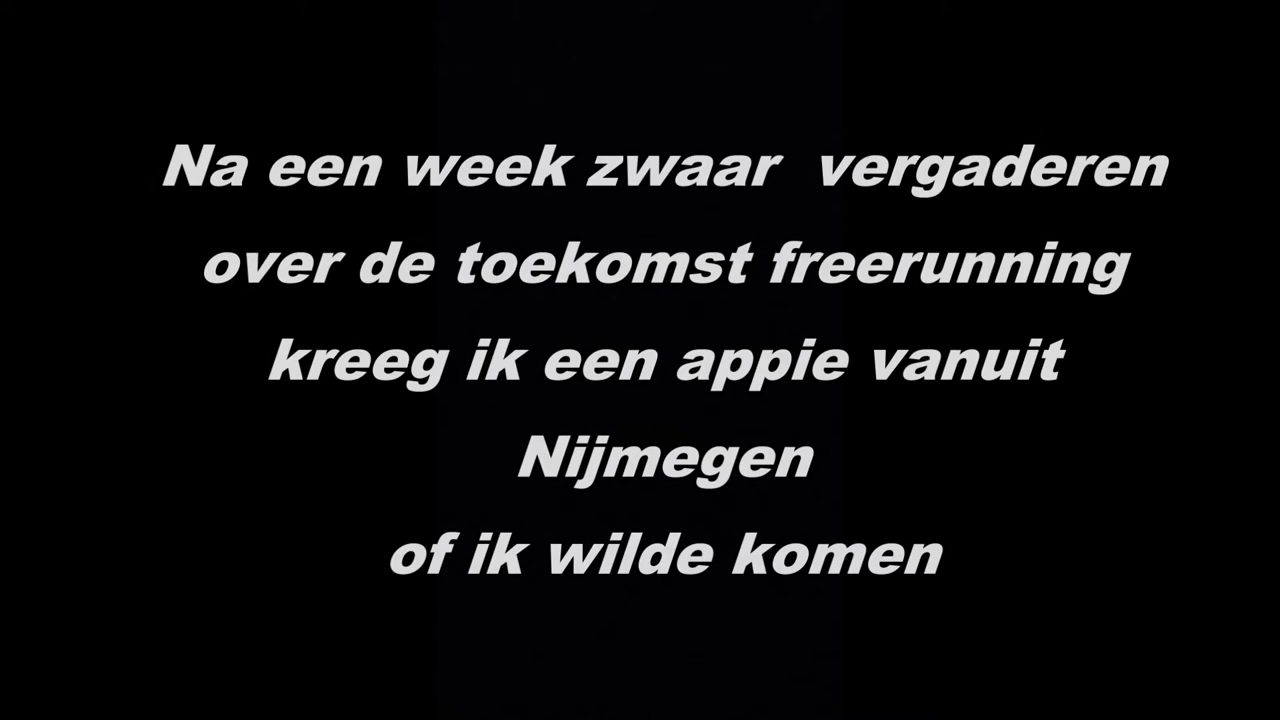 Na een week zwaar  vergaderen
over de toekomst freerunning
kreeg ik een appie vanuit
Nijmegen
of ik wilde komen